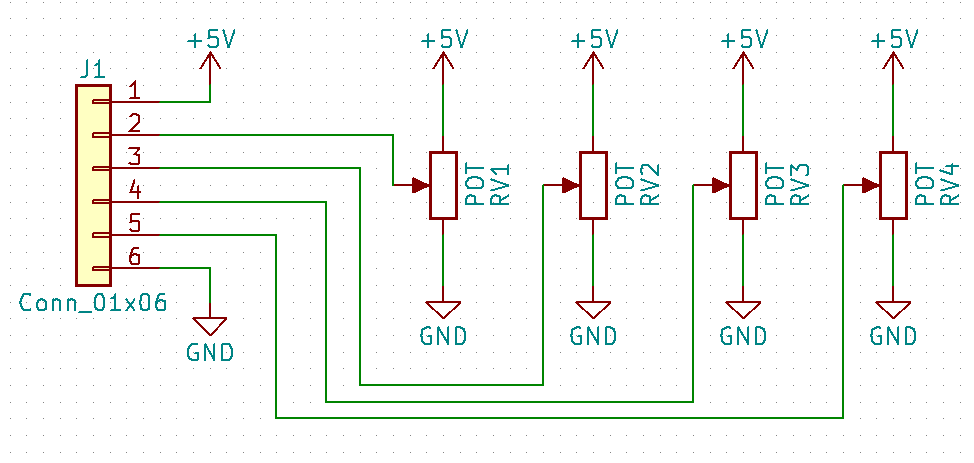 +5V
+5V
+5V
+5V
+5V
J1
1
2
3
4
5
6
Conn_01x06
GND
POT
RV1
POT
RV2
POT
RV3
POT
RV4
GND
GND
GND
GND